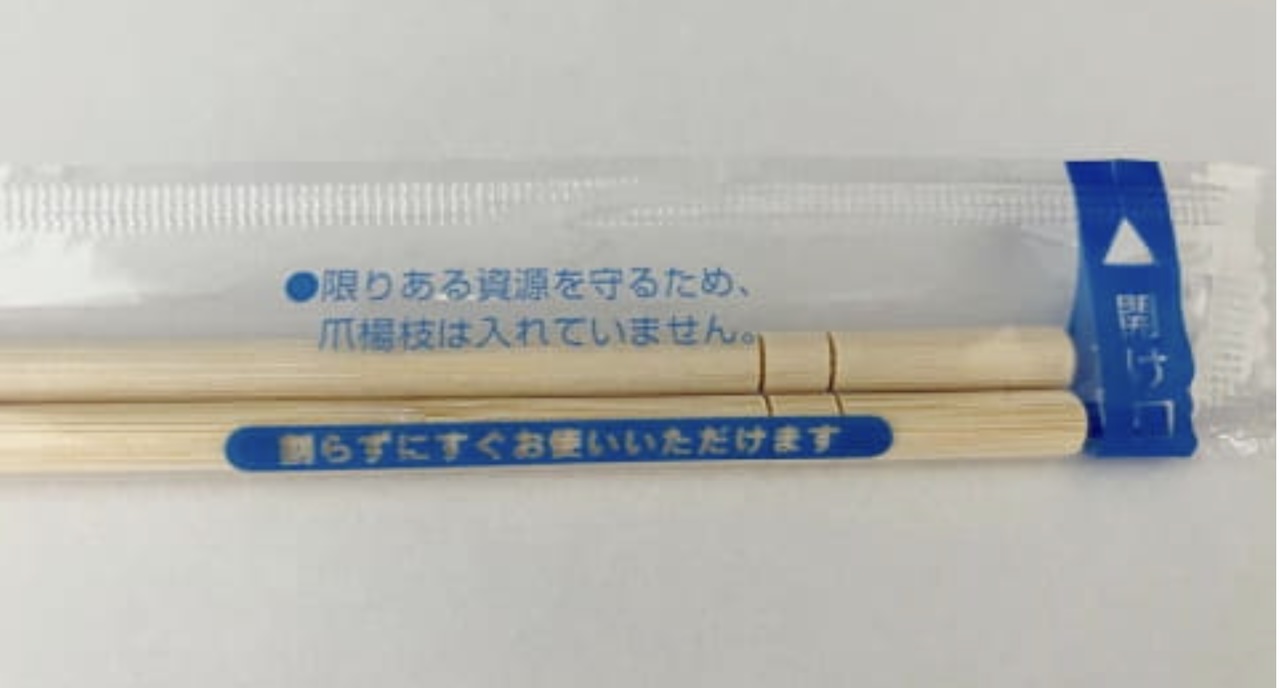 ●限りある資源を守るため、
爪楊枝は入れていません。
割らずにすぐお使いいただけます
▲開け口